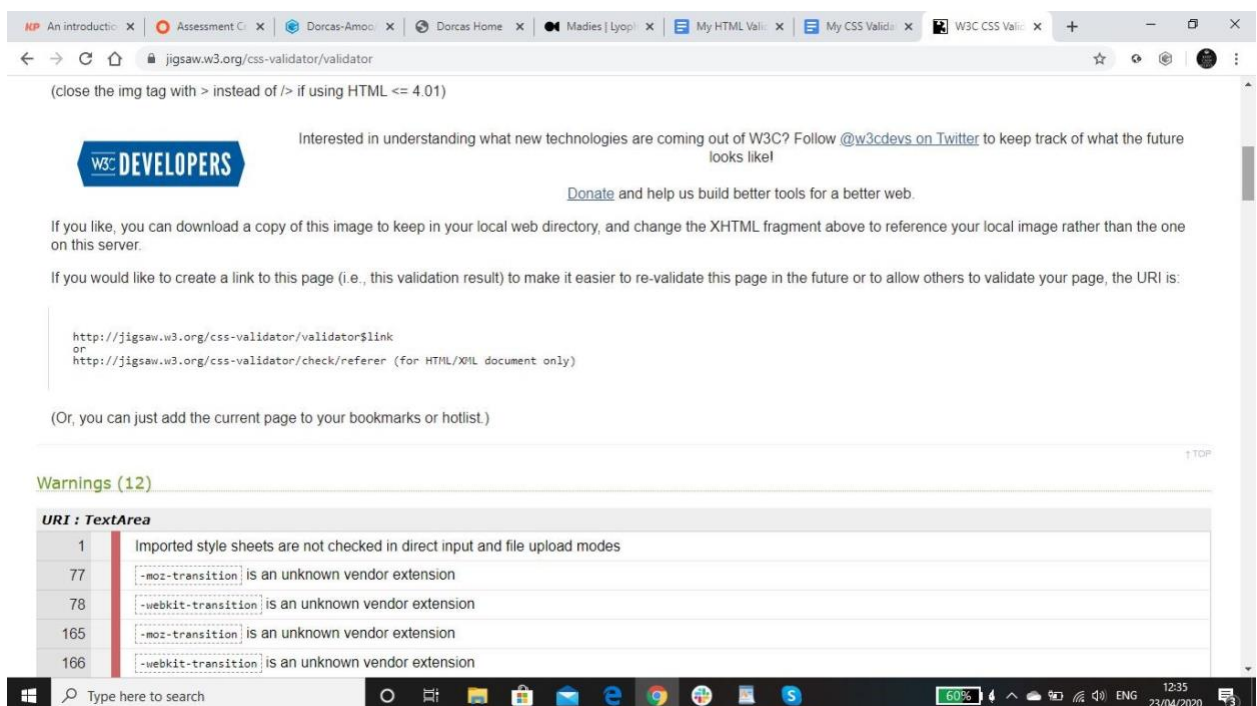 An introductio
Assessment C
Dorcas-Amoo
Dorcas Home
Madies | Lyoph
My HTML Valid
My CSS Valida
W3C CSS Valid
jigsaw.w3.org/css-validator/validator
(close the img tag with > instead of /> if using HTML <= 4.01)
W3C DEVELOPERS
Interested in understanding what new technologies are coming out of W3C? Follow @w3cdevs on Twitter to keep track of what the future
looks like!
Donate and help us build better tools for a better web.
If you like, you can download a copy of this image to keep in your local web directory, and change the XHTML fragment above to reference your local image rather than the one
on this server.
If you would like to create a link to this page (i.e., this validation result) to make it easier to re-validate this page in the future or to allow others to validate your page, the URI is:
http://jigsaw.w3.org/css-validator/validator$link
or
http://jigsaw.w3.org/css-validator/check/referer (for HTML/XML document only)
(Or, you can just add the current page to your bookmarks or hotlist.)
↑ TOP
Warnings (12)
URI : TextArea
1 Imported style sheets are not checked in direct input and file upload modes
77 -moz-transition is an unknown vendor extension
78 -webkit-transition is an unknown vendor extension
165 -moz-transition is an unknown vendor extension
166 -webkit-transition is an unknown vendor extension
Type here to search
60%
ENG
12:35
23/04/2020